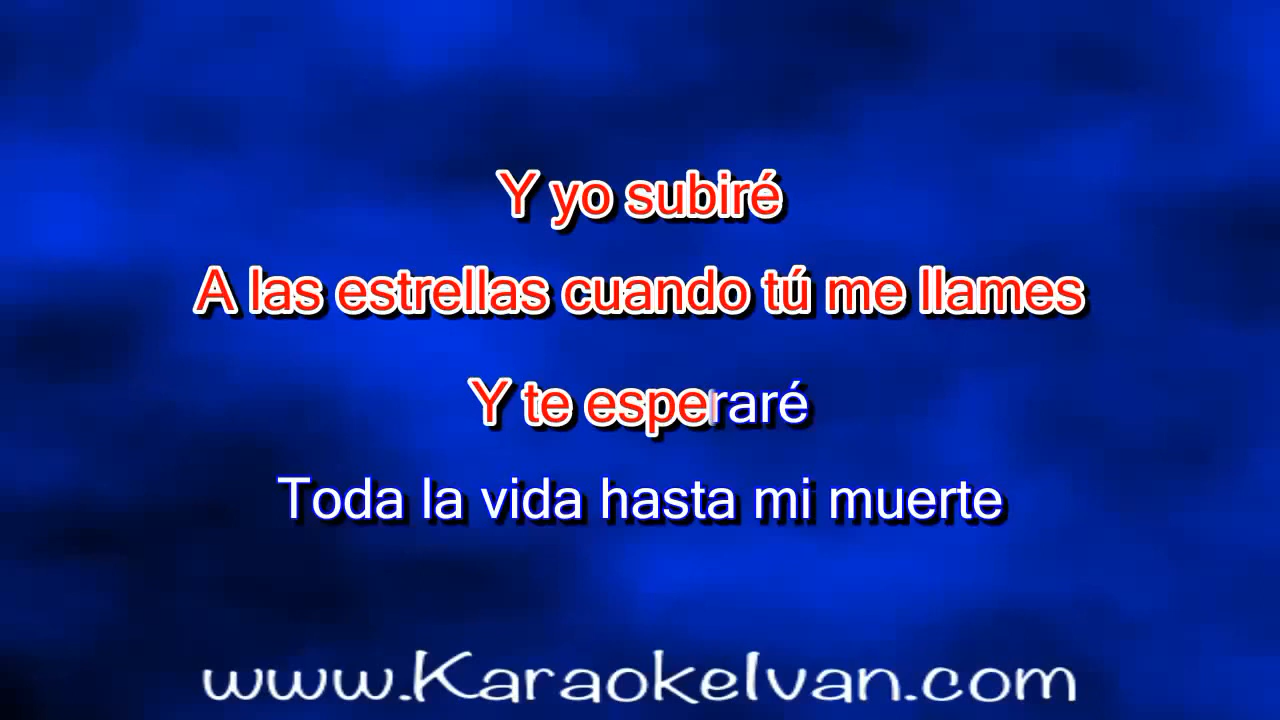 Y yo subiré
A las estrellas cuando tú me llames
Y te esperaré
Toda la vida hasta mi muerte
www.KaraokeIvan.com